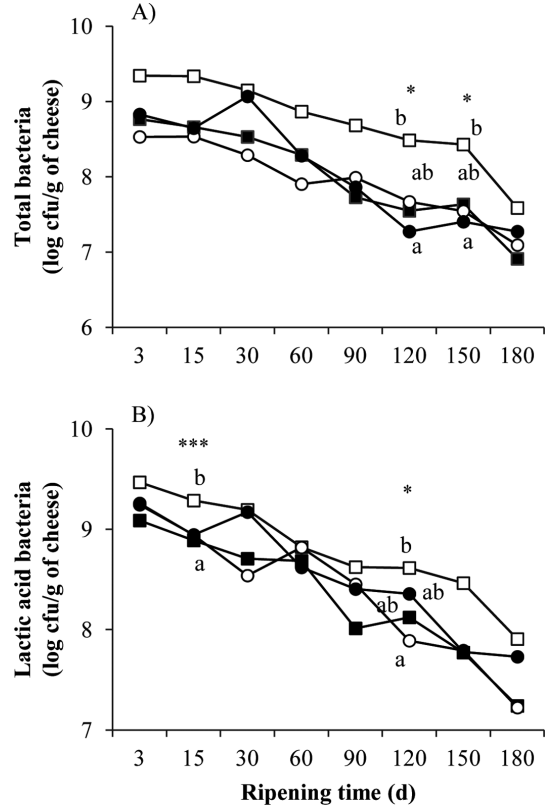 A)
10
*
*
9
b
b
8
ab
ab
7
a
a
6
Total bacteria
(log cfu/g of cheese)
3 15 30 60 90 120 150 180
B)
10
***
*
b
9
b
a
ab
ab
8
a
7
Lactic acid bacteria
(log cfu/g of cheese)
3 15 30 60 90 120 150 180
Ripening time (d)